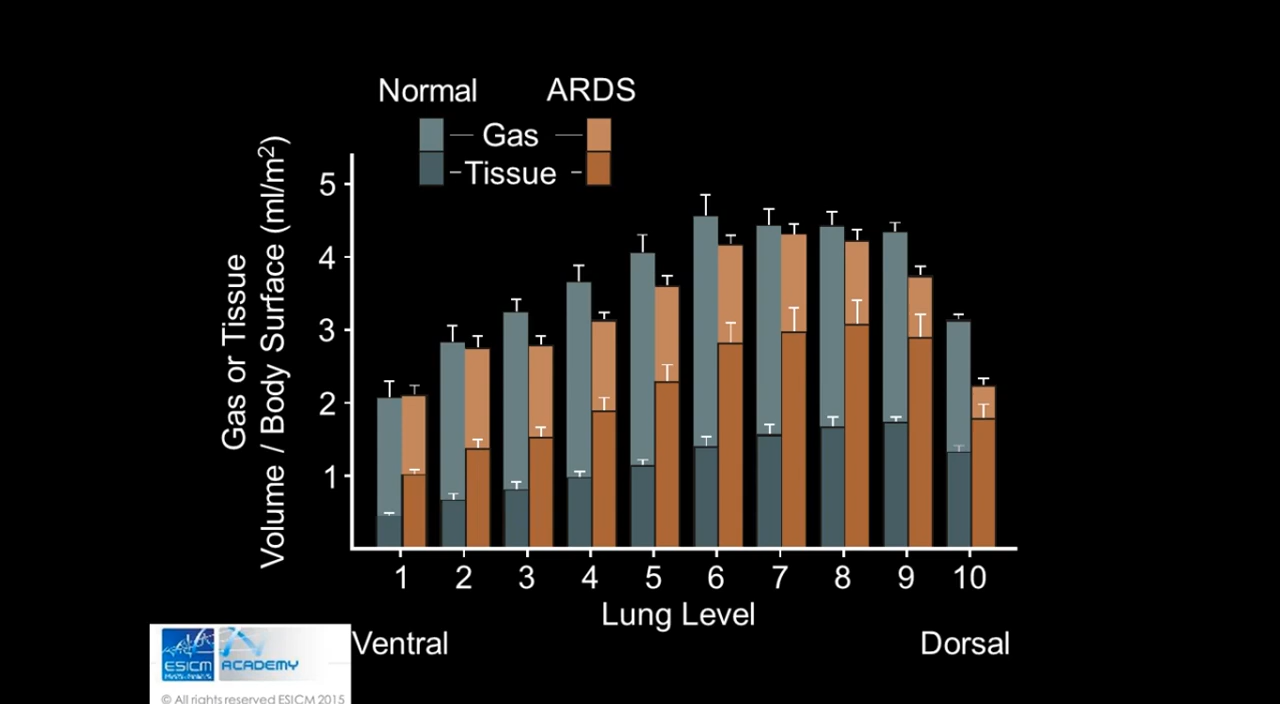 Normal ARDS
Gas
Tissue
Gas or Tissue
Volume / Body Surface (ml/m²)
5
4
3
2
1
1 2 3 4 5 6 7 8 9 10
Lung Level
Ventral Dorsal
ESICM ACADEMY
© All rights reserved ESICM 2015